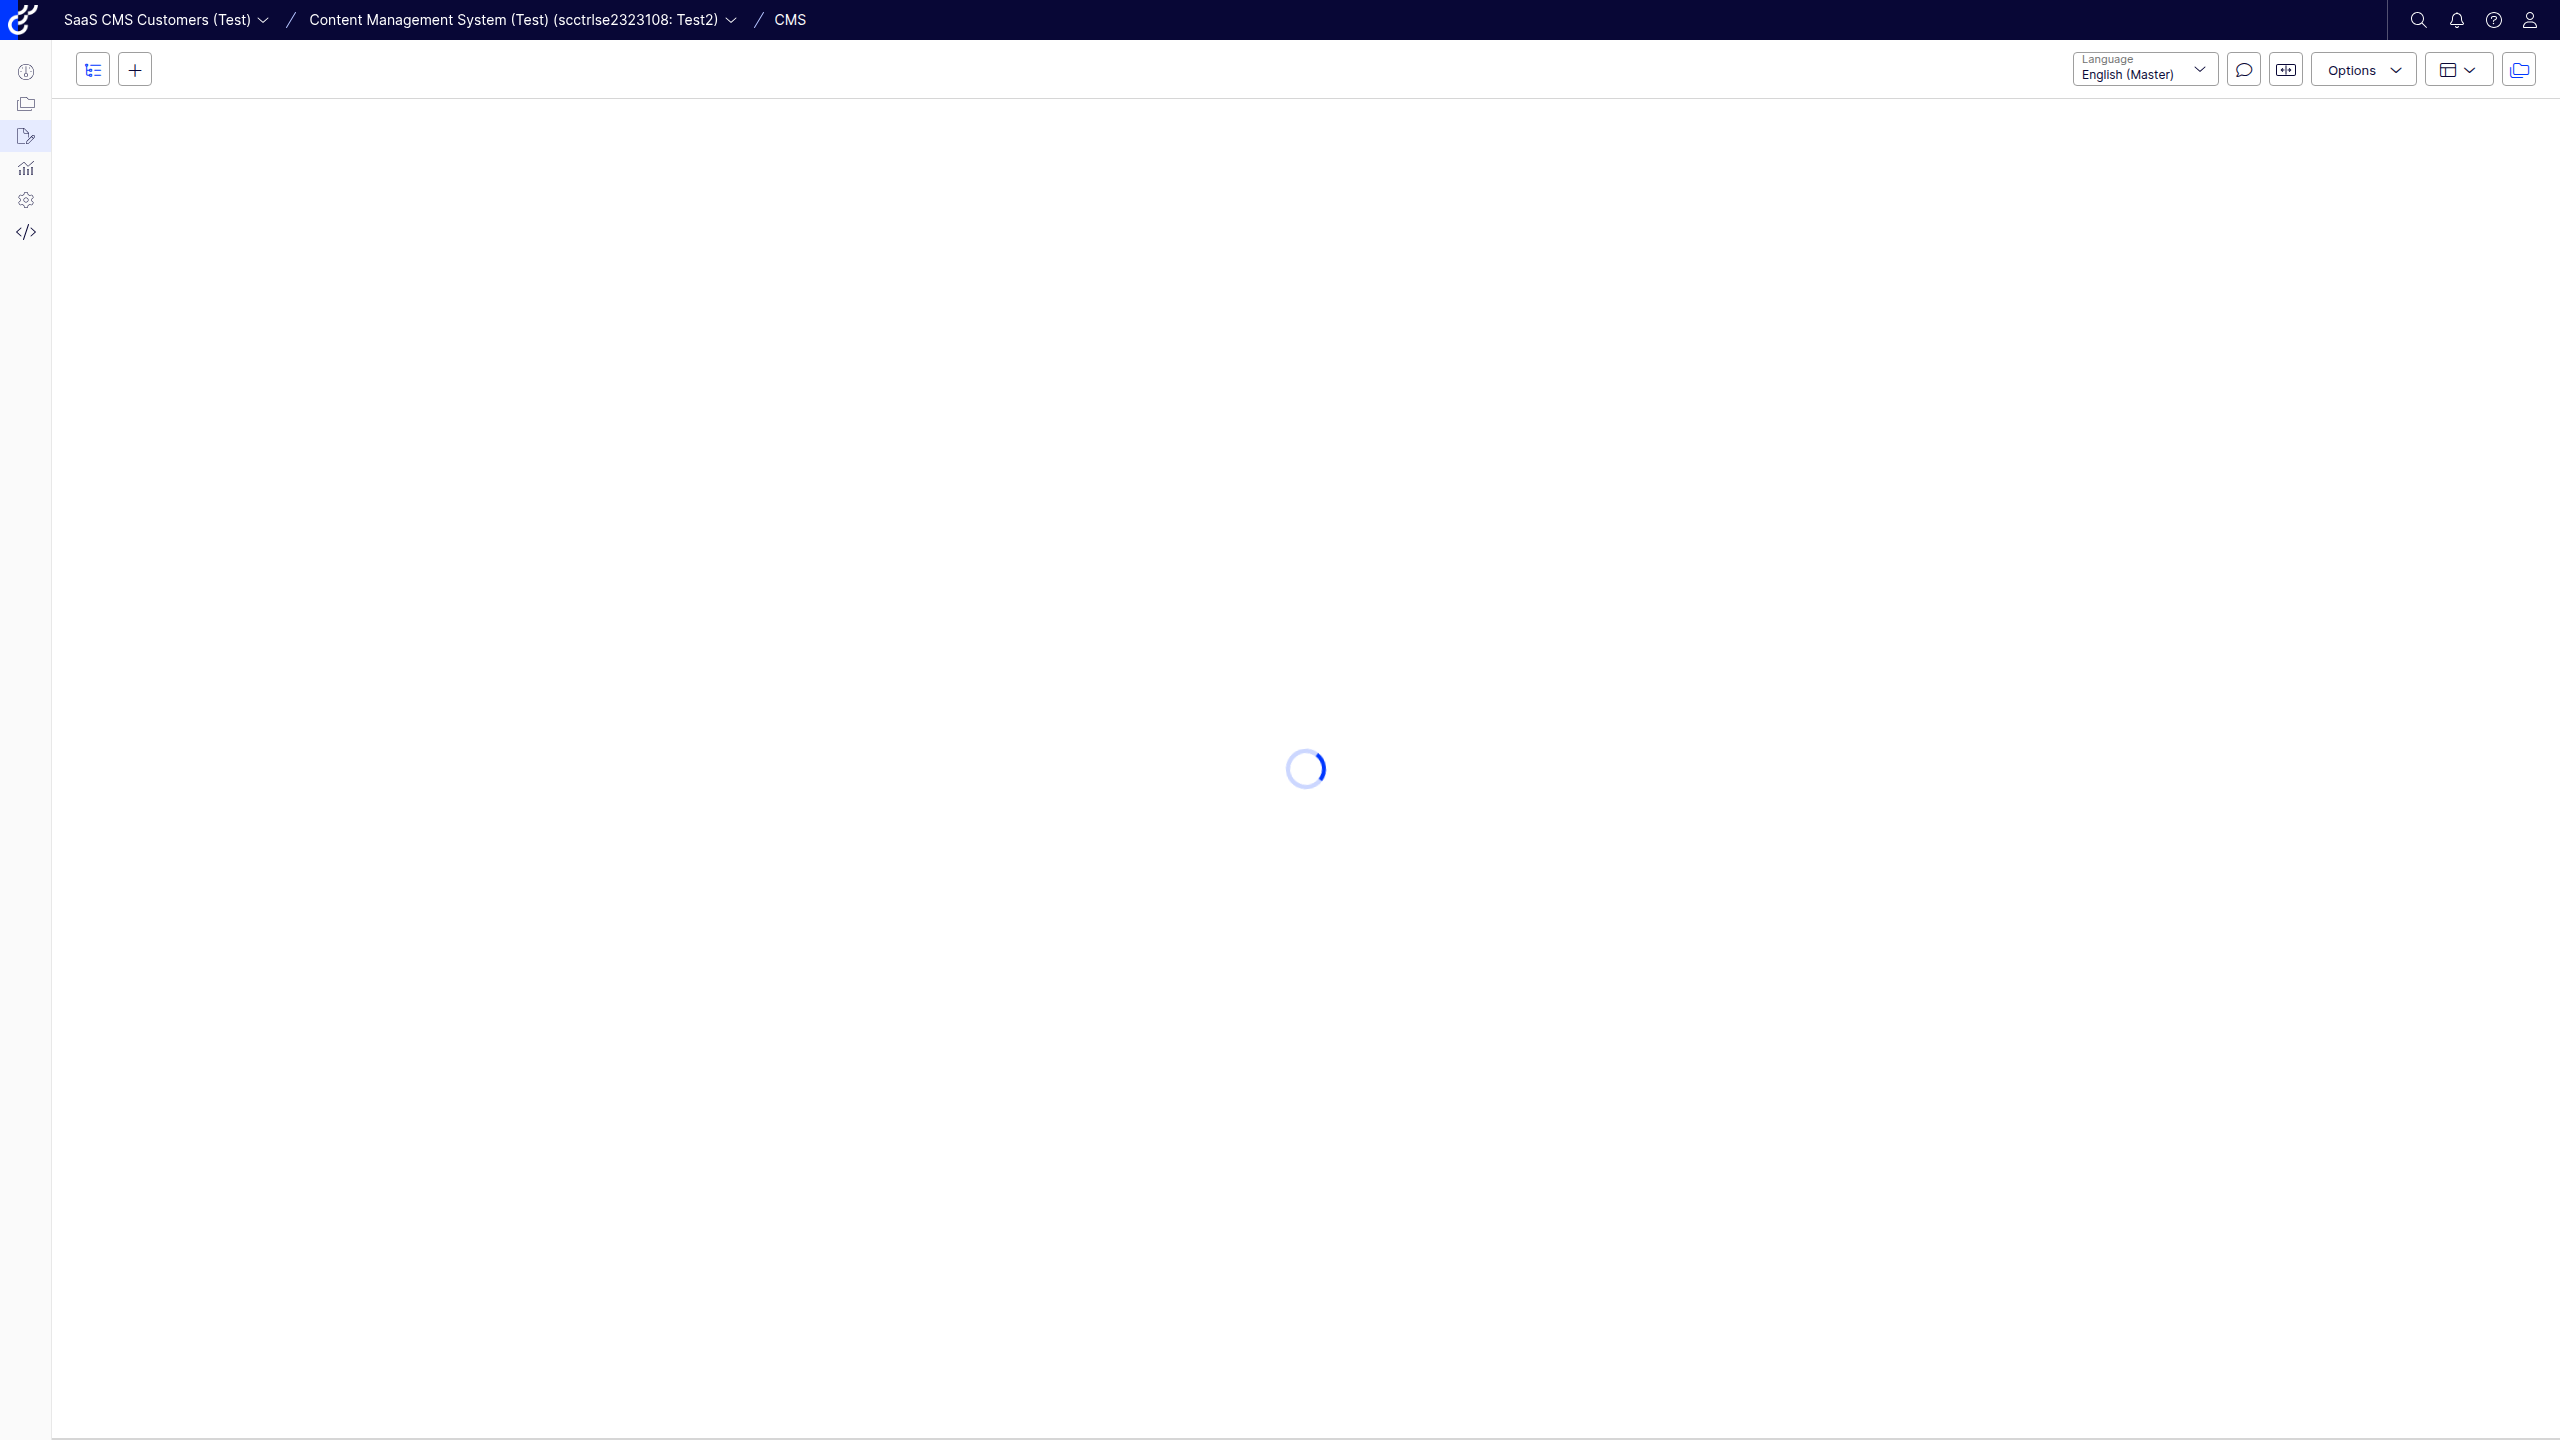 SaaS CMS Customers (Test) / Content Management System (Test) (scctrlse2323108: Test2) / CMS
Language
English (Master)
Options